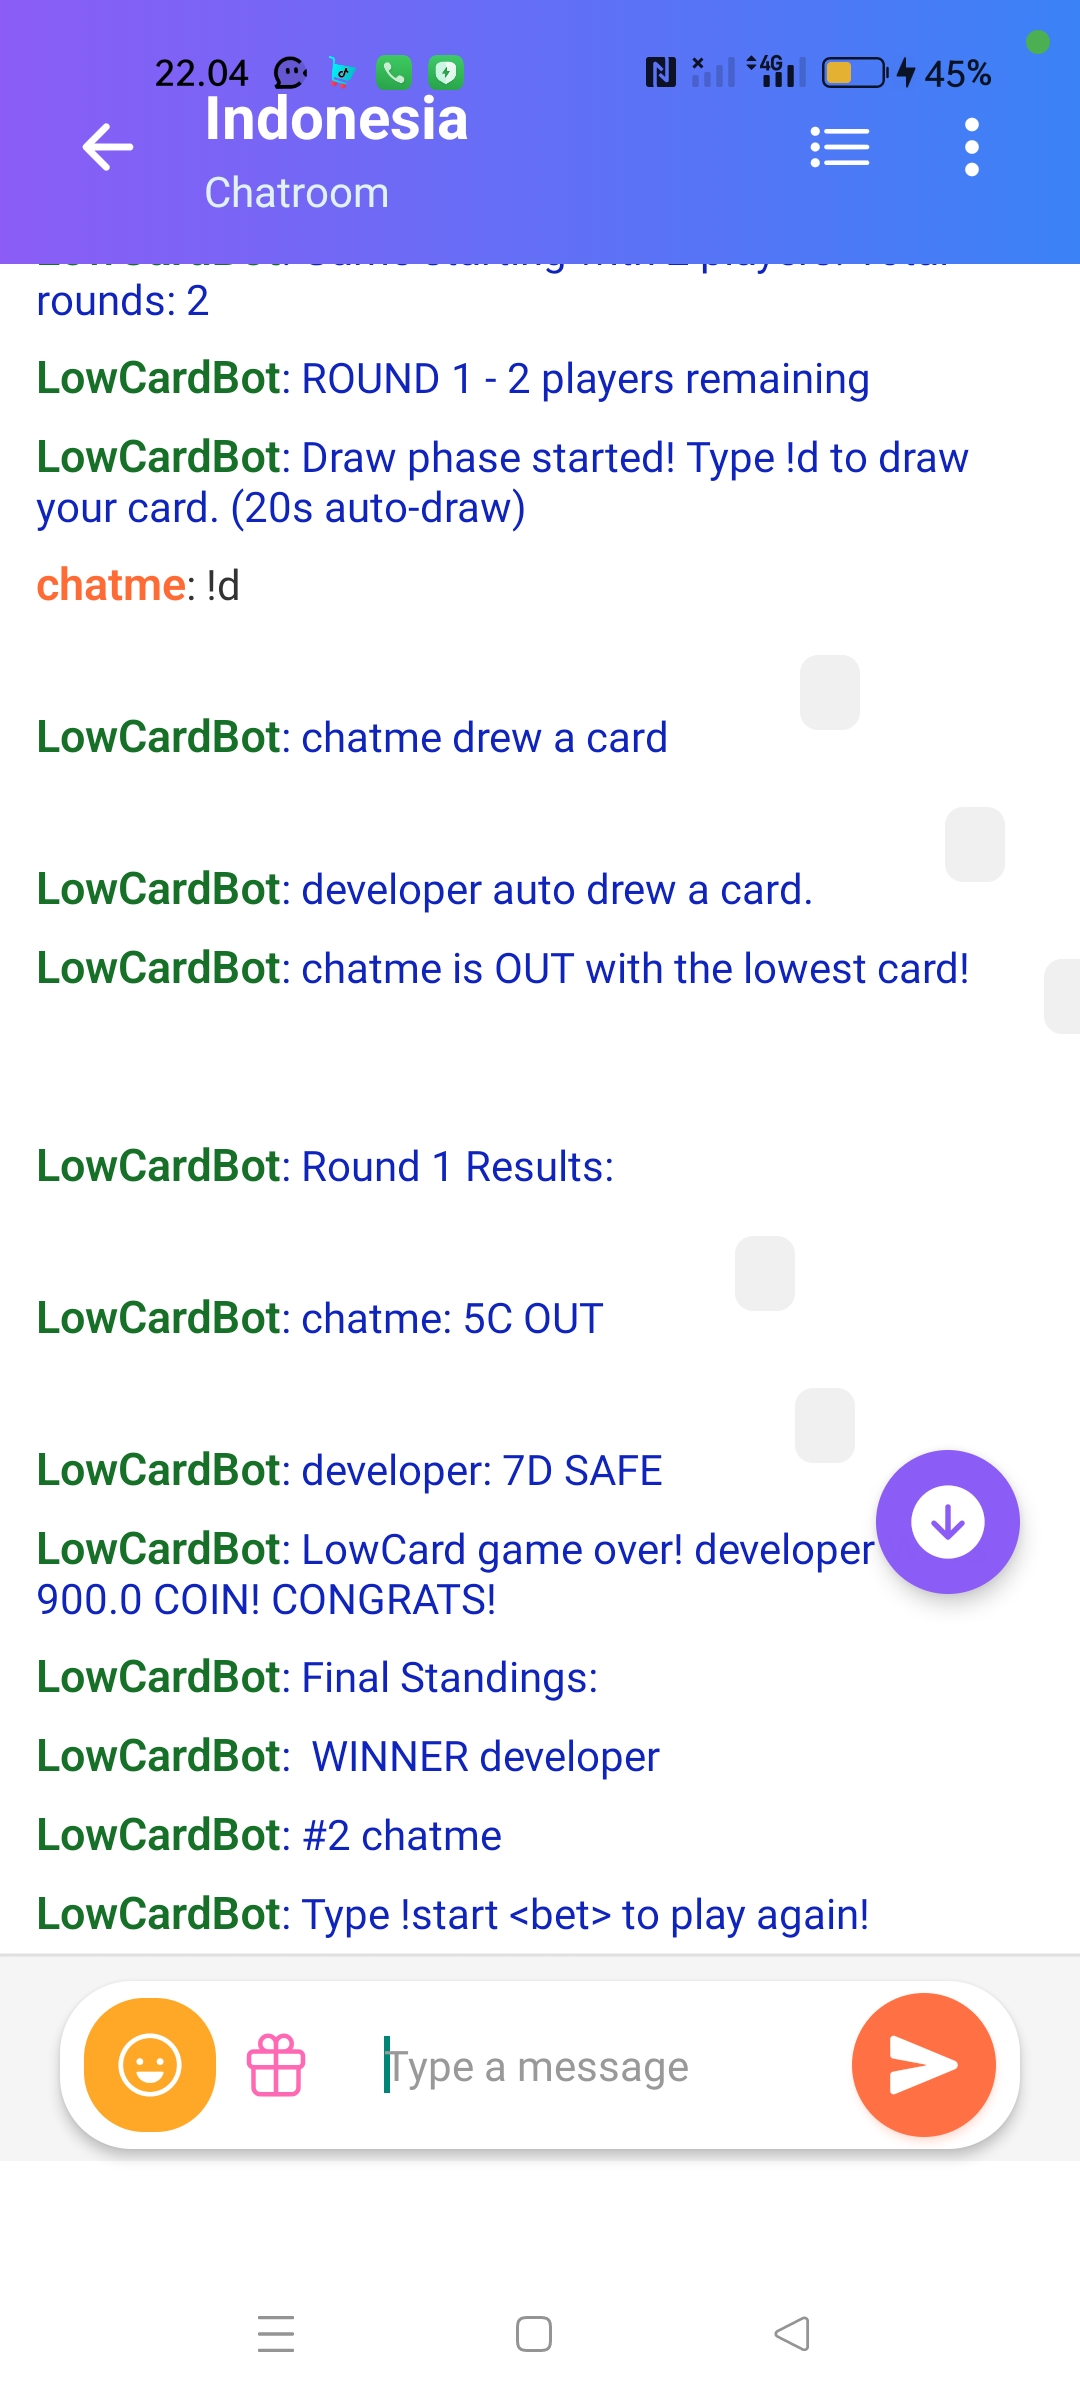 22.04
4G
45%
Indonesia
Chatroom
rounds: 2
LowCardBot: ROUND 1 - 2 players remaining
LowCardBot: Draw phase started! Type !d to draw
your card. (20s auto-draw)
chatme: !d
LowCardBot: chatme drew a card
LowCardBot: developer auto drew a card.
LowCardBot: chatme is OUT with the lowest card!
LowCardBot: Round 1 Results:
LowCardBot: chatme: 5C OUT
LowCardBot: developer: 7D SAFE
LowCardBot: LowCard game over! developer
900.0 COIN! CONGRATS!
LowCardBot: Final Standings:
LowCardBot: WINNER developer
LowCardBot: #2 chatme
LowCardBot: Type !start <bet> to play again!
Type a message